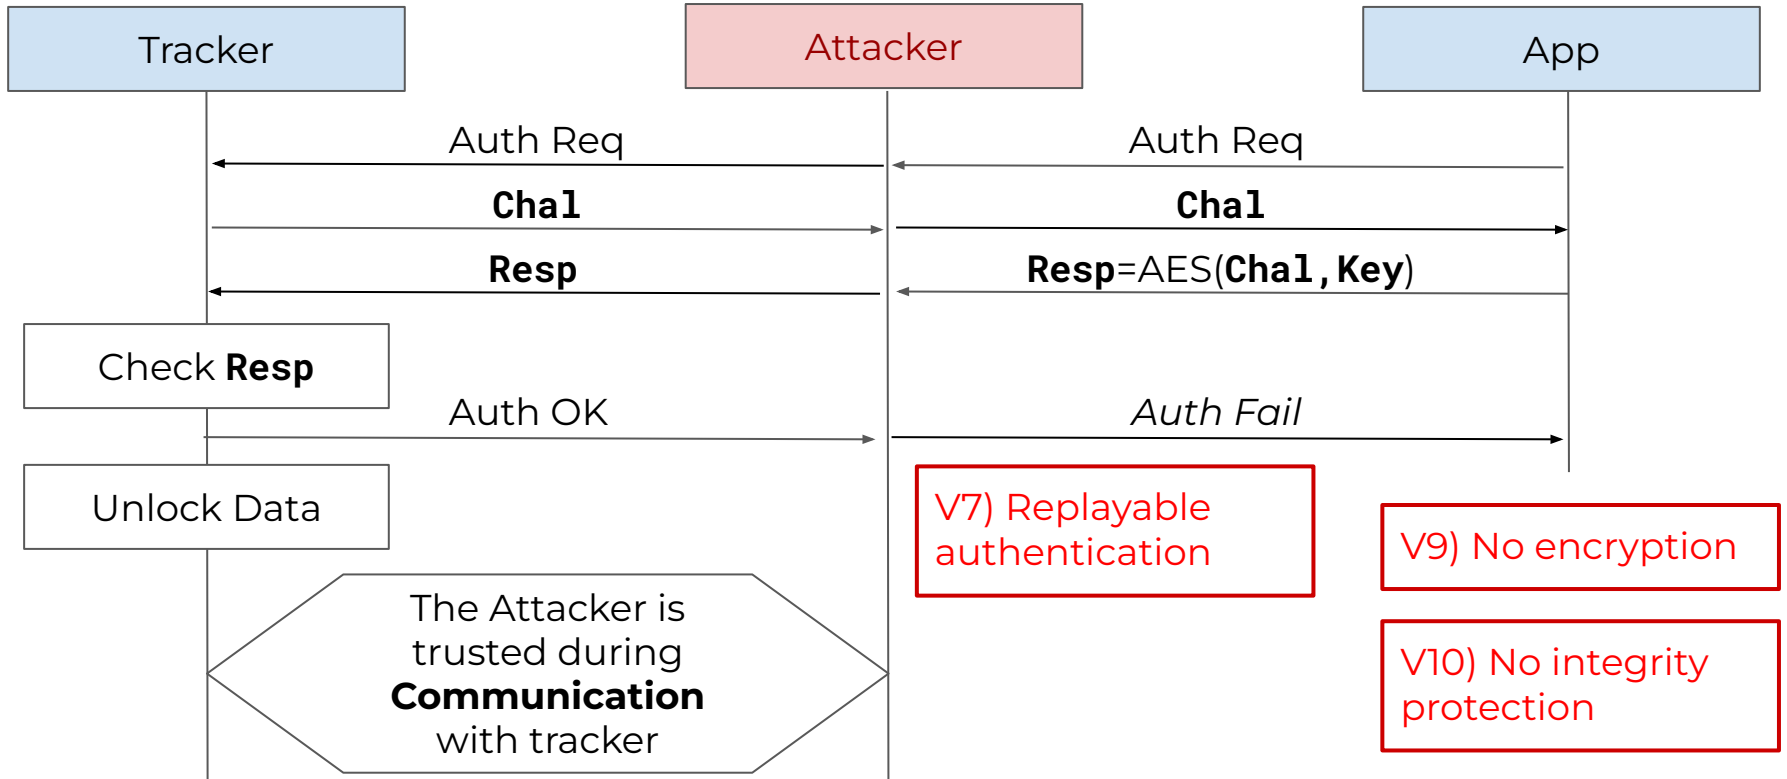 Tracker
Attacker
App
Auth Req
Auth Req
Chal
Chal
Resp
Resp=AES(Chal,Key)
Check Resp
Auth OK
Auth Fail
Unlock Data
V7) Replayable
authentication
V9) No encryption
The Attacker is
trusted during
Communication
with tracker
V10) No integrity
protection